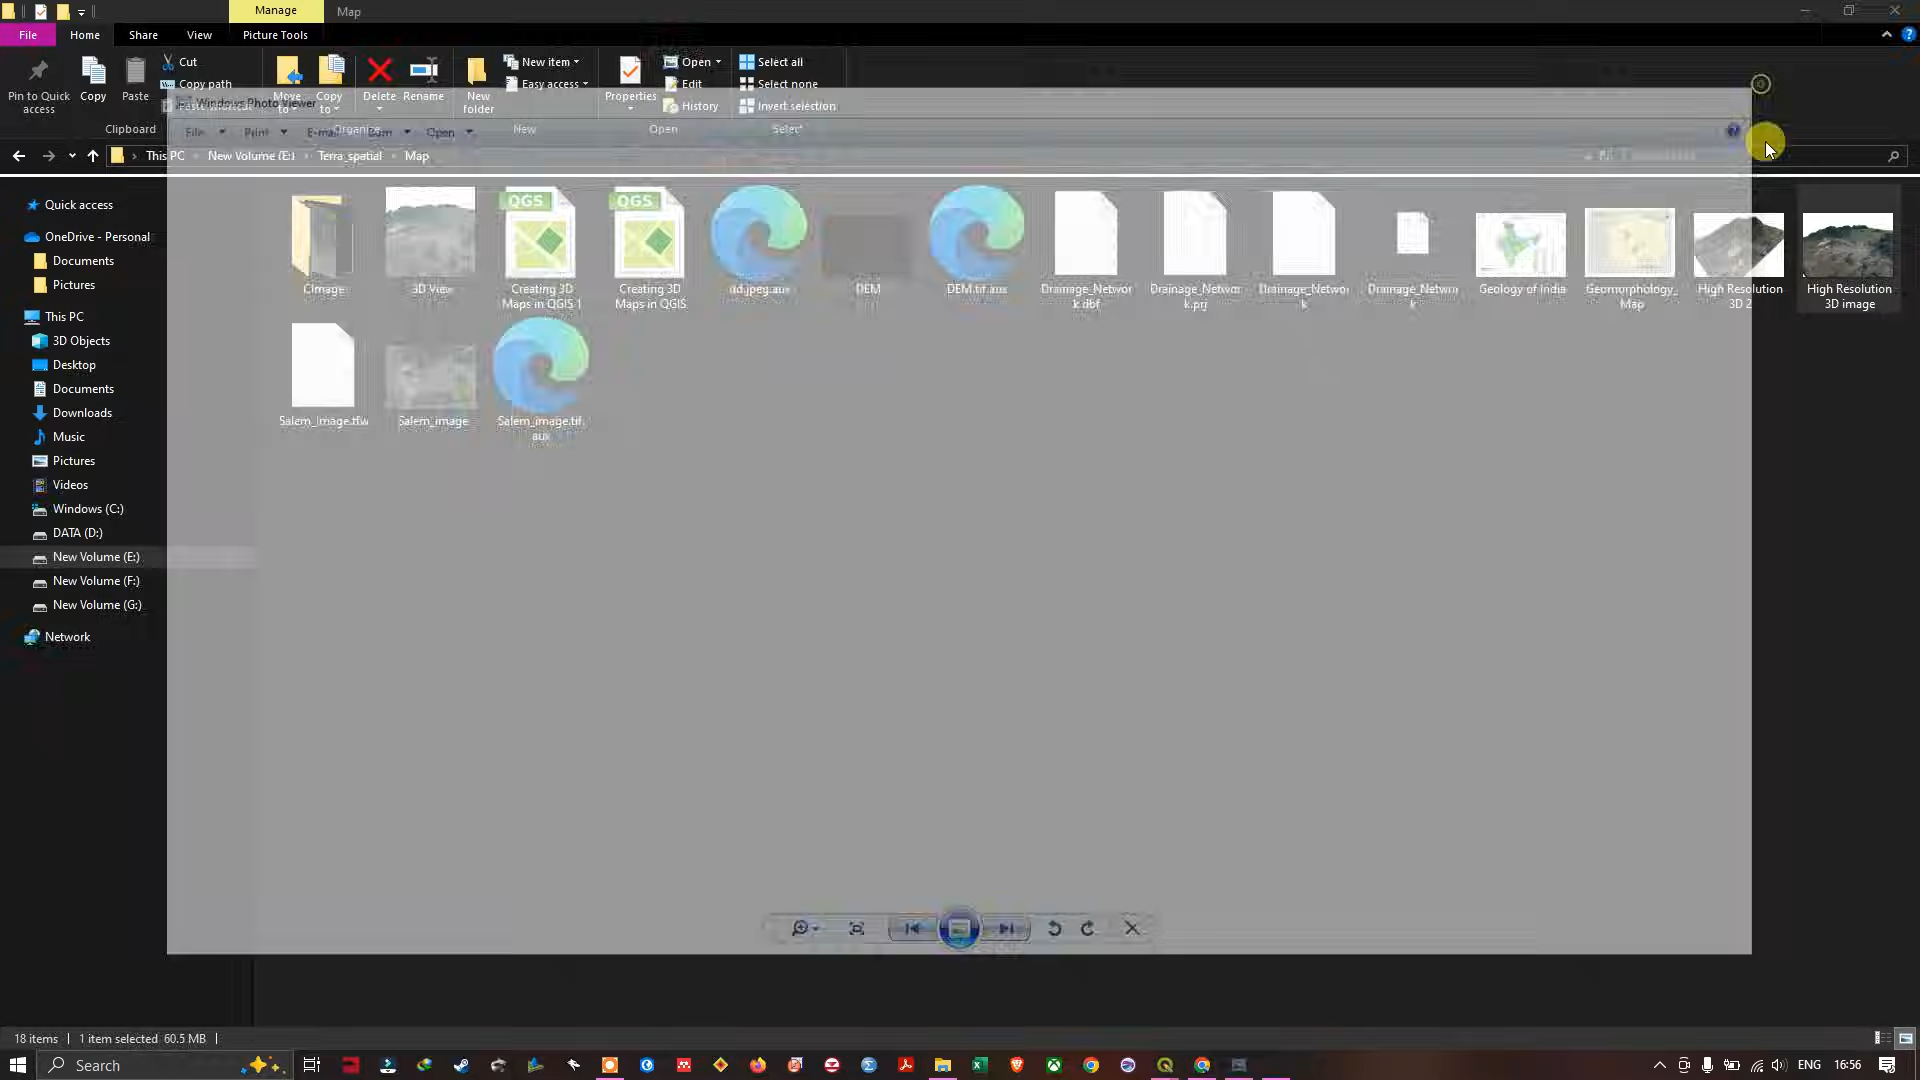 Manage
Map
File
Home
Share
View
Picture Tools
Pin to Quick access
Copy
Paste
Cut
Copy path
Move to
Copy to
Delete
Rename
New folder
New item
Easy access
Properties
Open
Edit
History
Select all
Select none
Invert selection
Windows Photo Viewer
Clipboard
Organize
New
Open
Select
File
Print
Open
This PC
New Volume (E:)
Terra_spatial
Map
Quick access
OneDrive - Personal
Documents
Pictures
This PC
3D Objects
Desktop
Documents
Downloads
Music
Pictures
Videos
Windows (C:)
DATA (D:)
New Volume (E:)
New Volume (F:)
New Volume (G:)
Network
QGS
QGS
CImage
3D View
Creating 3D Maps in QGIS 1
Creating 3D Maps in QGIS
DEM
DEM.tif.aux
Drainage_Network.dbf
Drainage_Network.prj
Drainage_Network
Drainage_Network
Geology of India
Geomorphology_Map
High Resolution 3D 2
High Resolution 3D image
Salem_image.tfw
Salem_image
Salem_image.tif.aux
18 items
1 item selected 60.5 MB
Search
ENG
16:56